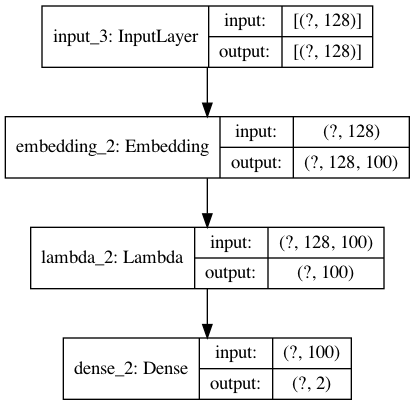 input_3: InputLayer
input: [(?, 128)]
output: [(?, 128)]
embedding_2: Embedding
input: (?, 128)
output: (?, 128, 100)
lambda_2: Lambda
input: (?, 128, 100)
output: (?, 100)
dense_2: Dense
input: (?, 100)
output: (?, 2)